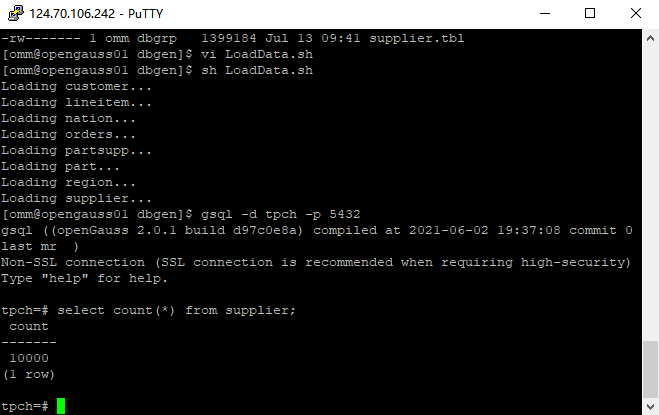 124.70.106.242 - PuTTY
-rw------- 1 omm dbgrp   1399184 Jul 13 09:41 supplier.tbl
[omm@opengauss01 dbgen]$ vi LoadData.sh
[omm@opengauss01 dbgen]$ sh LoadData.sh
Loading customer...
Loading lineitem...
Loading nation...
Loading orders...
Loading partsupp...
Loading part...
Loading region...
Loading supplier...
[omm@opengauss01 dbgen]$ gsql -d tpch -p 5432
gsql ((openGauss 2.0.1 build d97c0e8a) compiled at 2021-06-02 19:37:08 commit 0
last mr  )
Non-SSL connection (SSL connection is recommended when requiring high-security)
Type "help" for help.
tpch=# select count(*) from supplier;
 count
-------
 10000
(1 row)
tpch=#